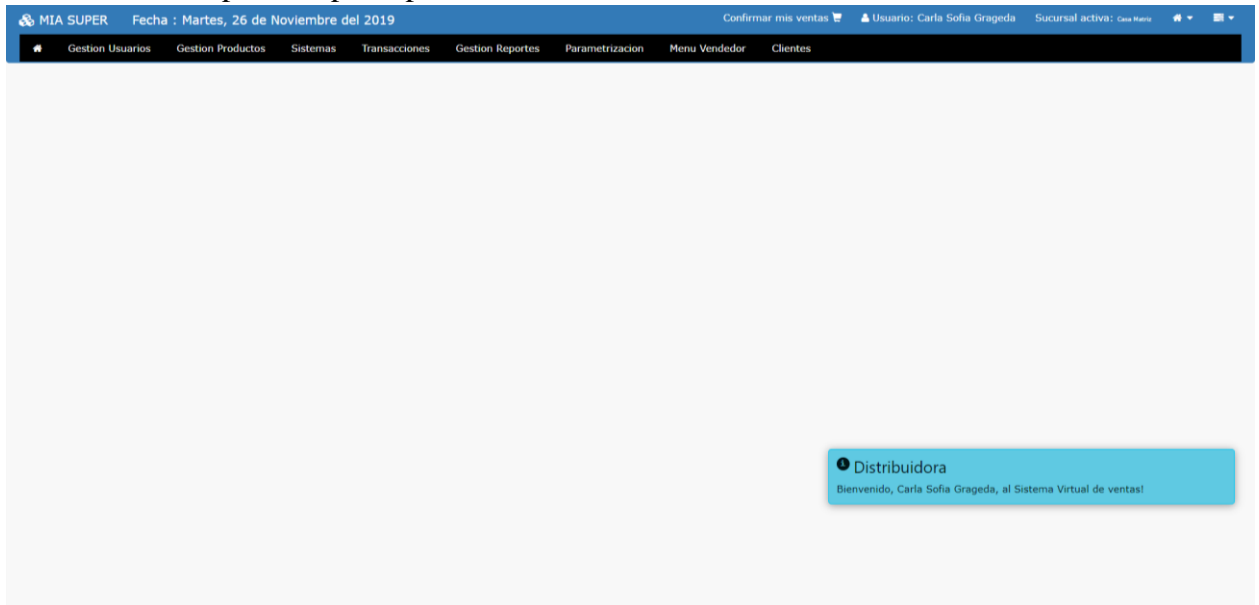 MIA SUPER Fecha : Martes, 26 de Noviembre del 2019 Confirmar mis ventas Usuario: Carla Sofia Grageda Sucursal activa: Casa Matriz
Gestion Usuarios Gestion Productos Sistemas Transacciones Gestion Reportes Parametrizacion Menu Vendedor Clientes
Distribuidora
Bienvenido, Carla Sofia Grageda, al Sistema Virtual de ventas!